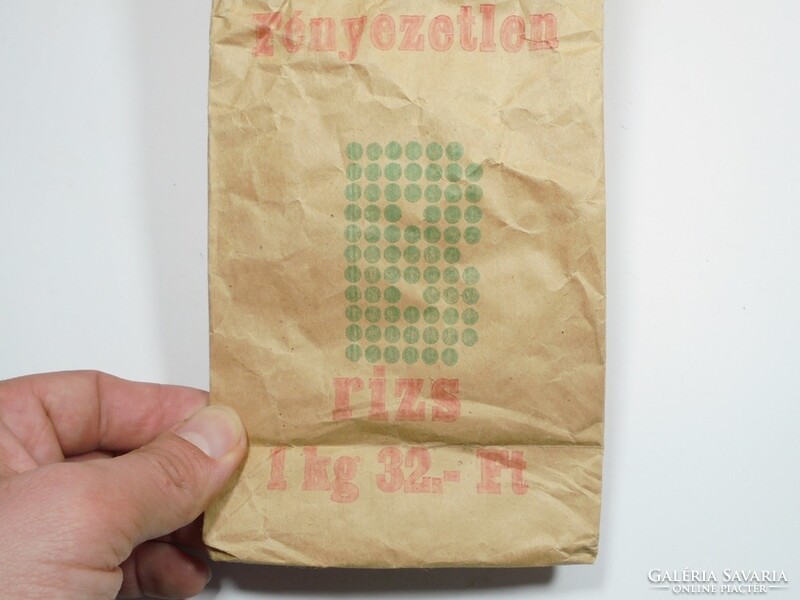 Fényezetlen
rizs
1 kg 32.- Ft
GALÉRIA SAVARIA
ONLINE PIACTÉR